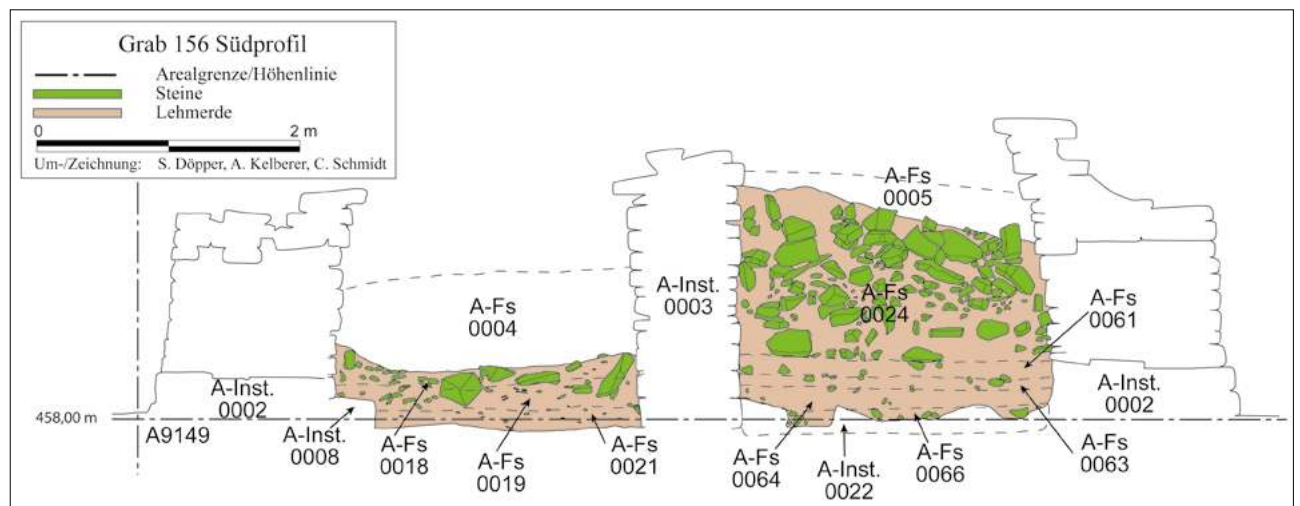 Grab 156 Südprofil
Arealgrenze/Höhenlinie
Steine
Lehmerde
0 2 m
Um-/Zeichnung: S. Döpper, A. Kelberer, C. Schmidt
A-Fs
0005
A-Inst.
0003
A-Fs
0004
A-Fs
0024
A-Fs
0061
A-Inst.
0002
A-Inst.
0002
458,00 m
A9149
A-Inst.
0008
A-Fs
0018
A-Fs
0019
A-Fs
0021
A-Fs
0064
A-Inst.
0022
A-Fs
0066
A-Fs
0063